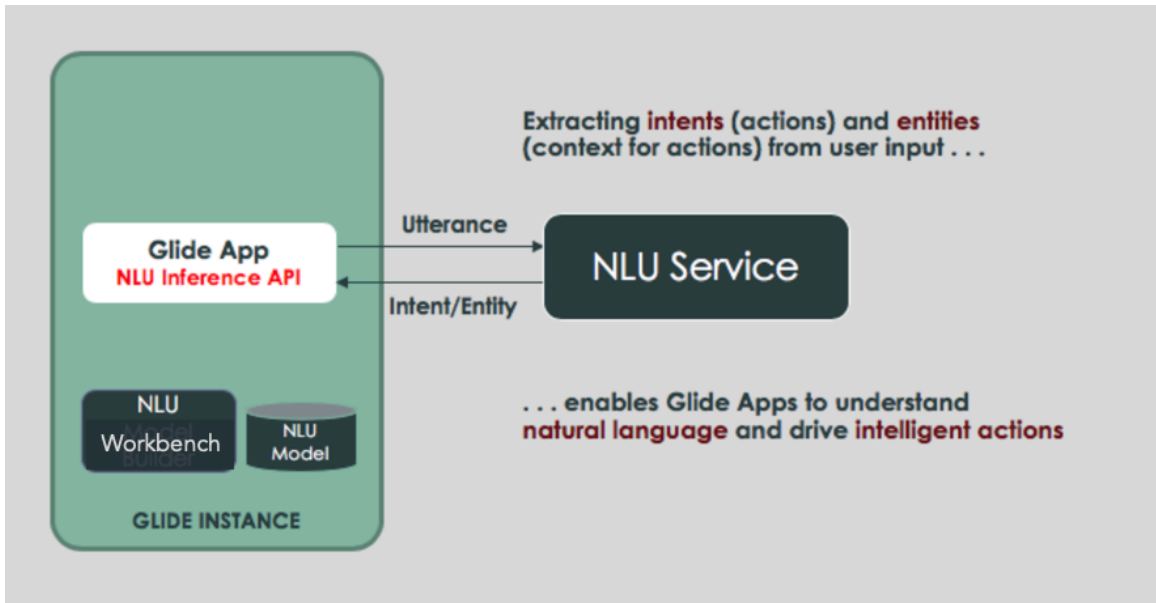 Extracting intents (actions) and entities
(context for actions) from user input . . .
Utterance
Glide App
NLU Inference API
NLU Service
Intent/Entity
NLU
Model
Workbench
Builder
NLU
Model
. . . enables Glide Apps to understand
natural language and drive intelligent actions
GLIDE INSTANCE